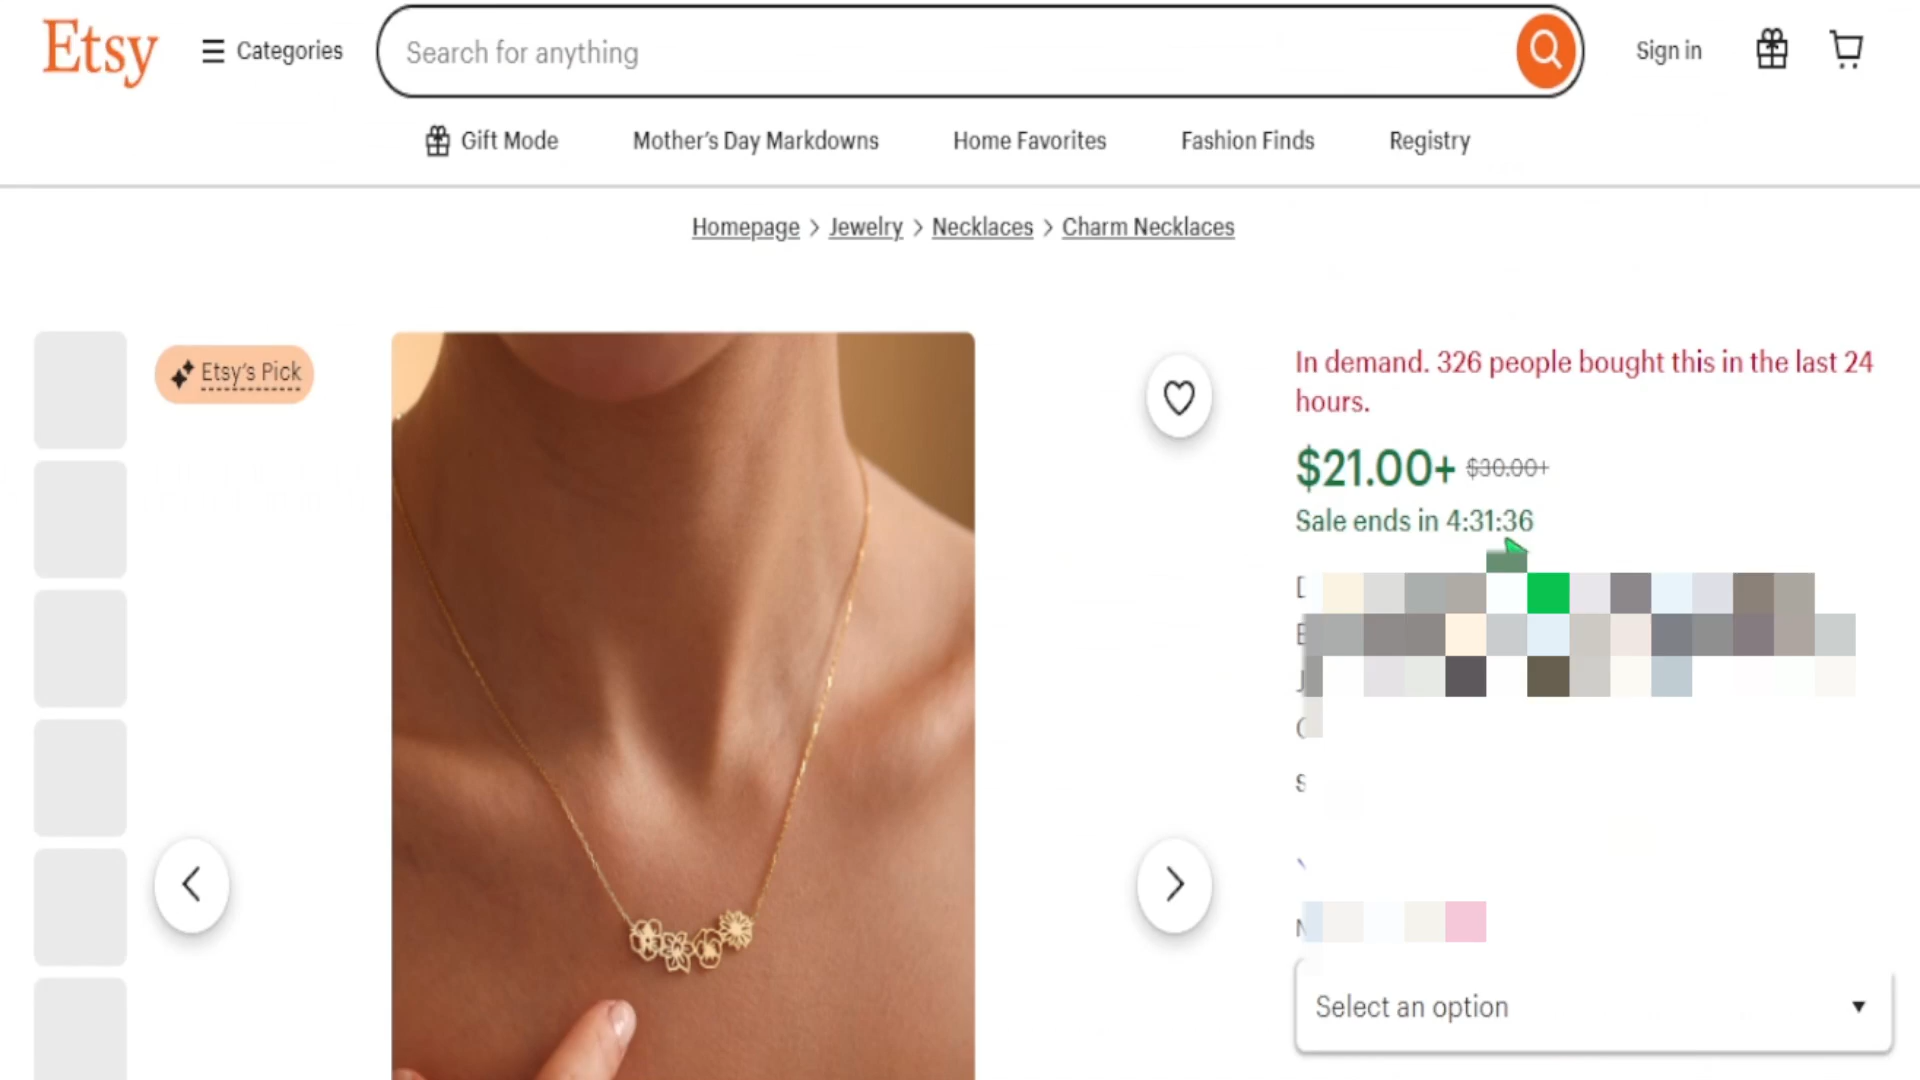 Etsy
Categories
Search for anything
Sign in
Gift Mode
Mother's Day Markdowns
Home Favorites
Fashion Finds
Registry
Homepage > Jewelry > Necklaces > Charm Necklaces
Etsy's Pick
In demand. 326 people bought this in the last 24
hours.
$21.00+ $30.00+
Sale ends in 4:31:36
Select an option